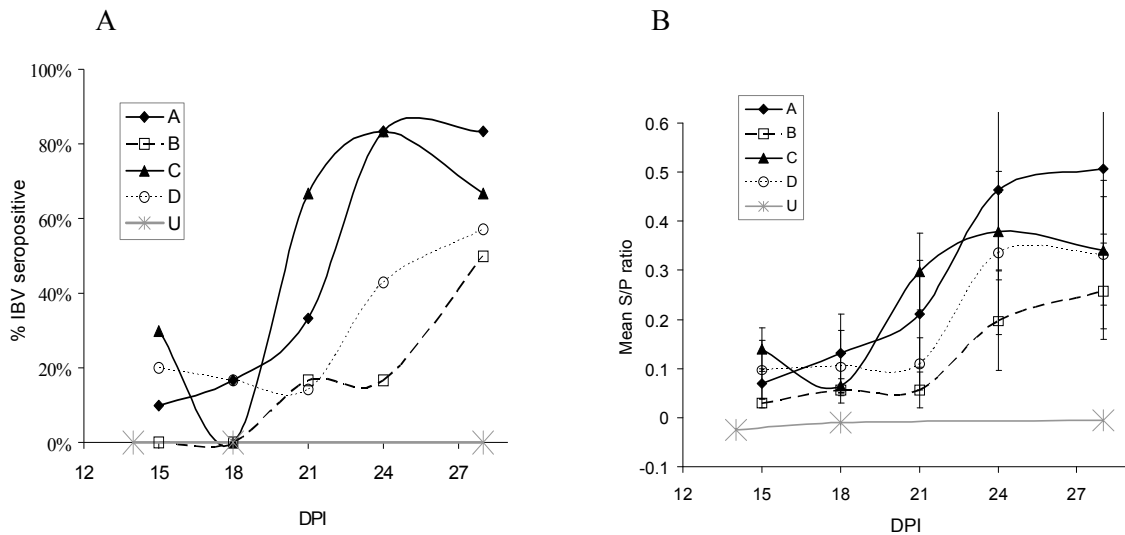 A
% IBV seropositive
100%
80%
60%
40%
20%
0%
A
B
C
D
U
12 15 18 21 24 27
DPI
B
Mean S/P ratio
0.6
0.5
0.4
0.3
0.2
0.1
0
-0.1
A
B
C
D
U
12 15 18 21 24 27
DPI